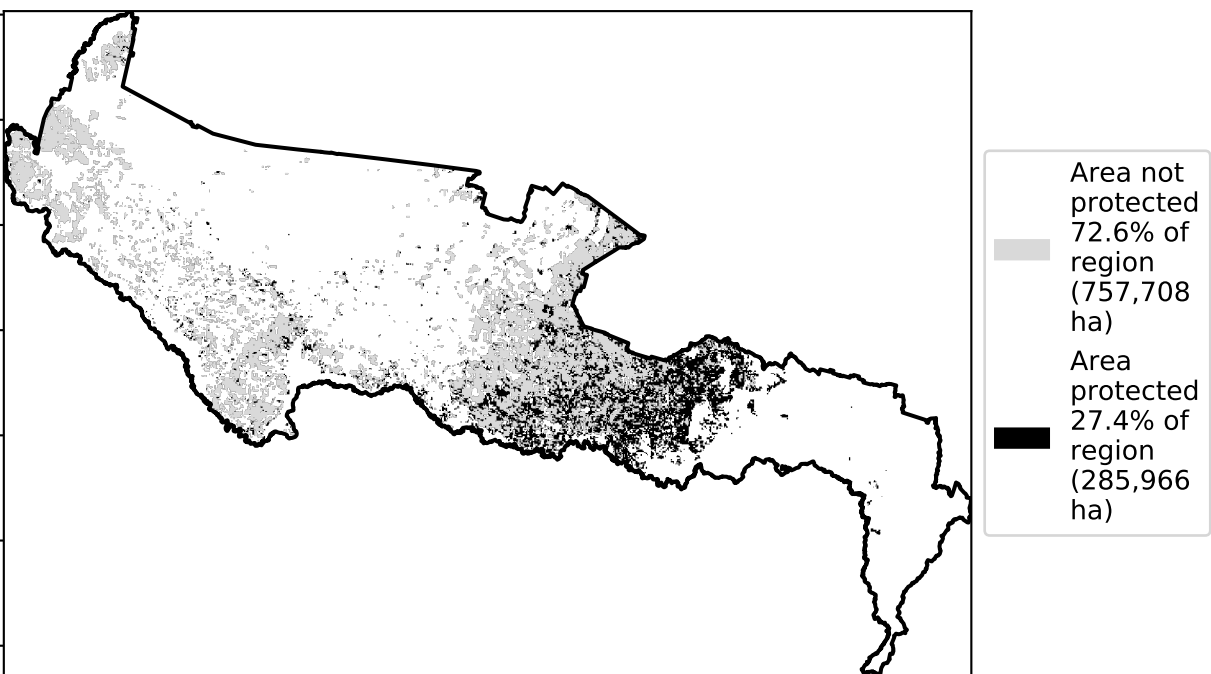 Area not
protected
72.6% of
region
(757,708
ha)
Area
protected
27.4% of
region
(285,966
ha)